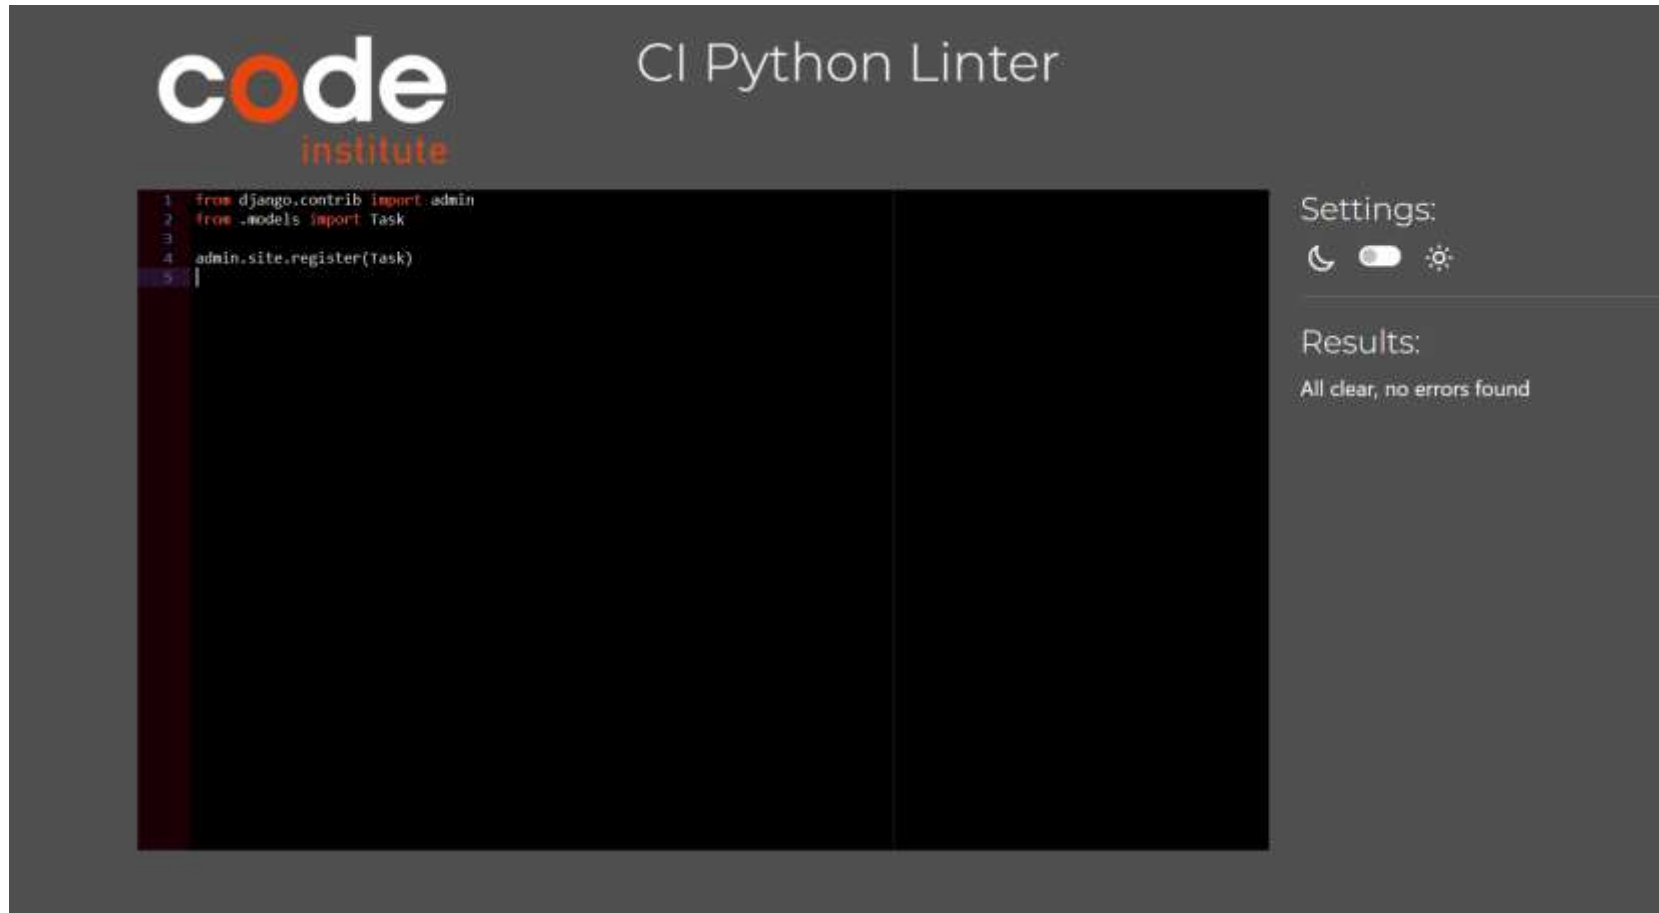 code
institute
CI Python Linter
1 from django.contrib import admin
2 from .models import Task
3
4 admin.site.register(Task)
5
Settings:
Results:
All clear, no errors found